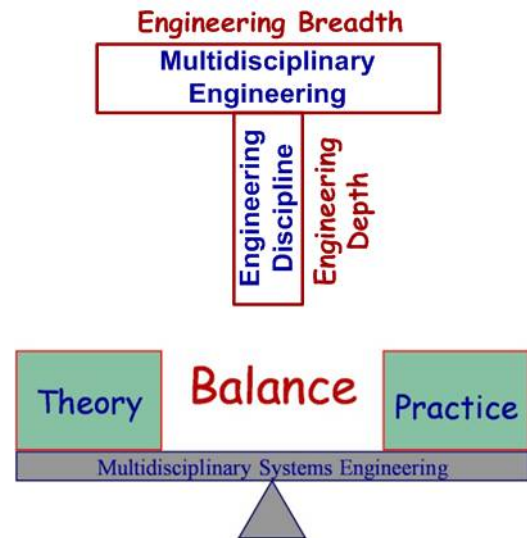 Engineering Breadth
Multidisciplinary
Engineering
Engineering
Discipline
Engineering
Depth
Theory
Balance
Practice
Multidisciplinary Systems Engineering